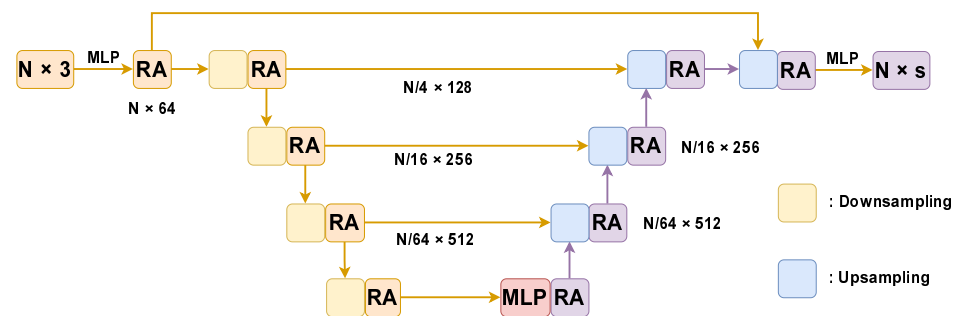 MLP
MLP
N × 3
RA
RA
RA
RA
N × s
N/4 × 128
N × 64
RA
RA
N/16 × 256
N/16 × 256
: Downsampling
RA
RA
N/64 × 512
N/64 × 512
: Upsampling
RA
MLP
RA